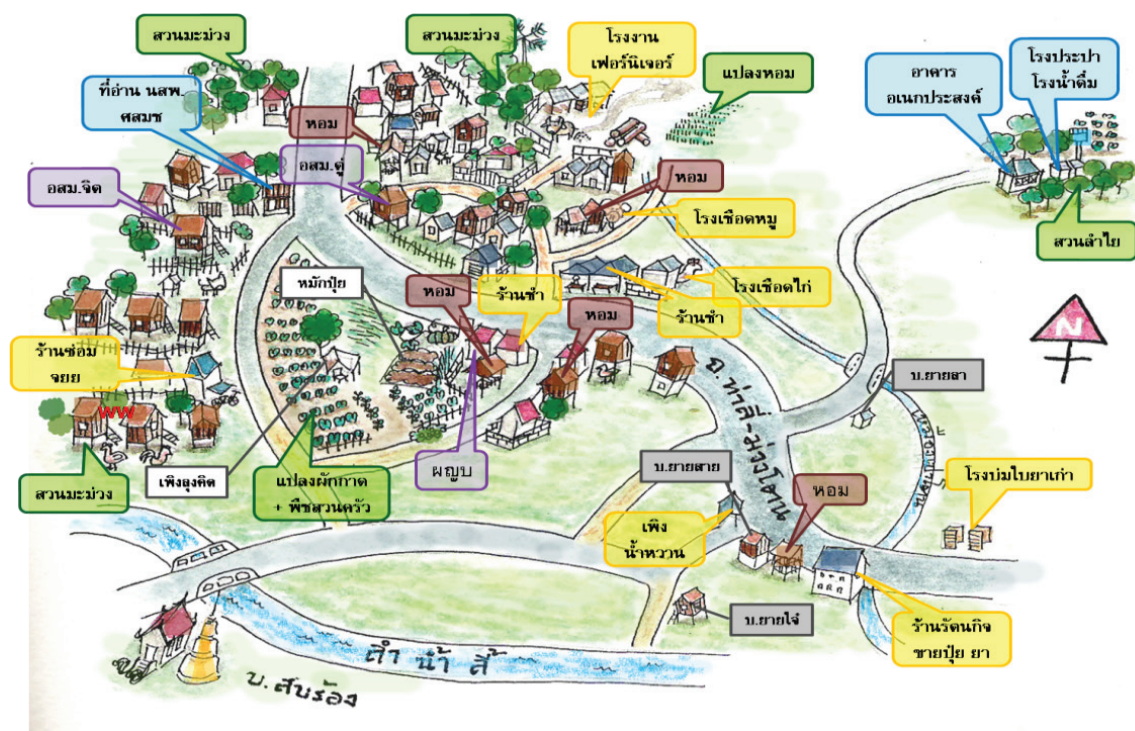 สวนมะม่วง
สวนมะม่วง
โรงงาน
เฟอร์นิเจอร์
แปลงหอม
อาคาร
อเนกประสงค์
โรงประปา
โรงน้ำดื่ม
ที่อ่าน นสพ.
ศสมช
หอม
อสม.ตู่
อสม.จิต
หอม
โรงเชือดหมู
สวนลำไย
หมักปุ๋ย
หอม
ร้านชำ
หอม
ร้านชำ
โรงเชือดไก่
N
ร้านซ่อม
จยย
WW
บ.ยายสา
ถ.ท่าลี่-ม่วงโตน
สวนมะม่วง
เพิงลุงคิด
แปลงผักกาด
+ พืชสวนครัว
ผญบ
บ.ยายสาย
หอม
เพิง
น้ำหววน
โรงบ่มใบยาเก่า
บ.ยายไจ๋
ร้านรัตนกิจ
ขายปุ๋ย ยา
ลำ น้ำ ลี้
บ.สบร้อง